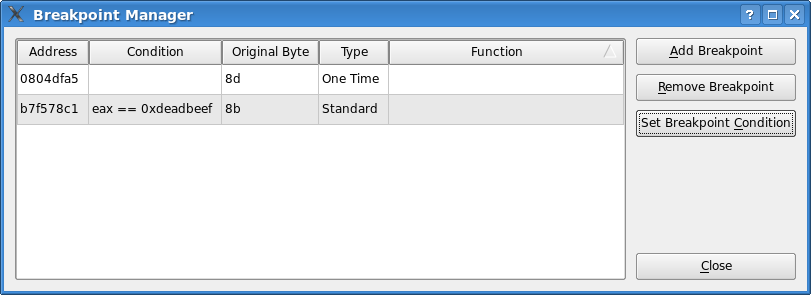 Breakpoint Manager
Address Condition Original Byte Type Function
0804dfa5 8d One Time
b7f578c1 eax == 0xdeadbeef 8b Standard
Add Breakpoint
Remove Breakpoint
Set Breakpoint Condition
Close